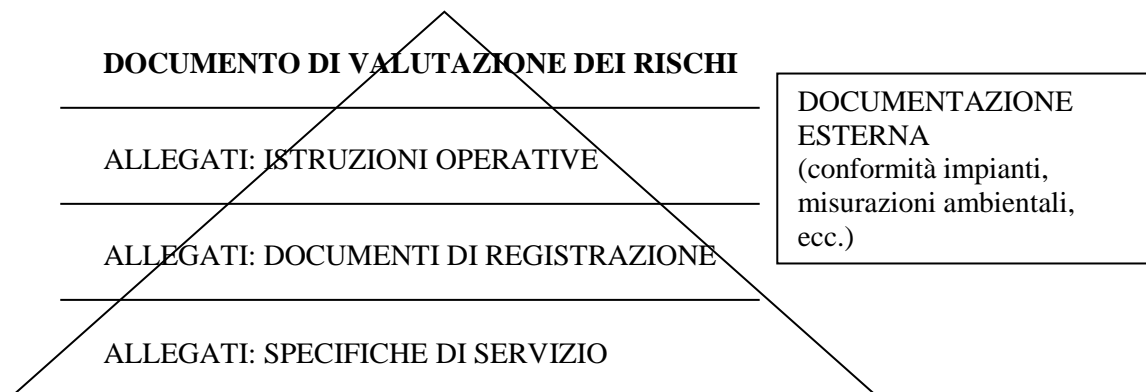 DOCUMENTO DI VALUTAZIONE DEI RISCHI
ALLEGATI: ISTRUZIONI OPERATIVE
ALLEGATI: DOCUMENTI DI REGISTRAZIONE
ALLEGATI: SPECIFICHE DI SERVIZIO
DOCUMENTAZIONE
ESTERNA
(conformità impianti,
misurazioni ambientali,
ecc.)